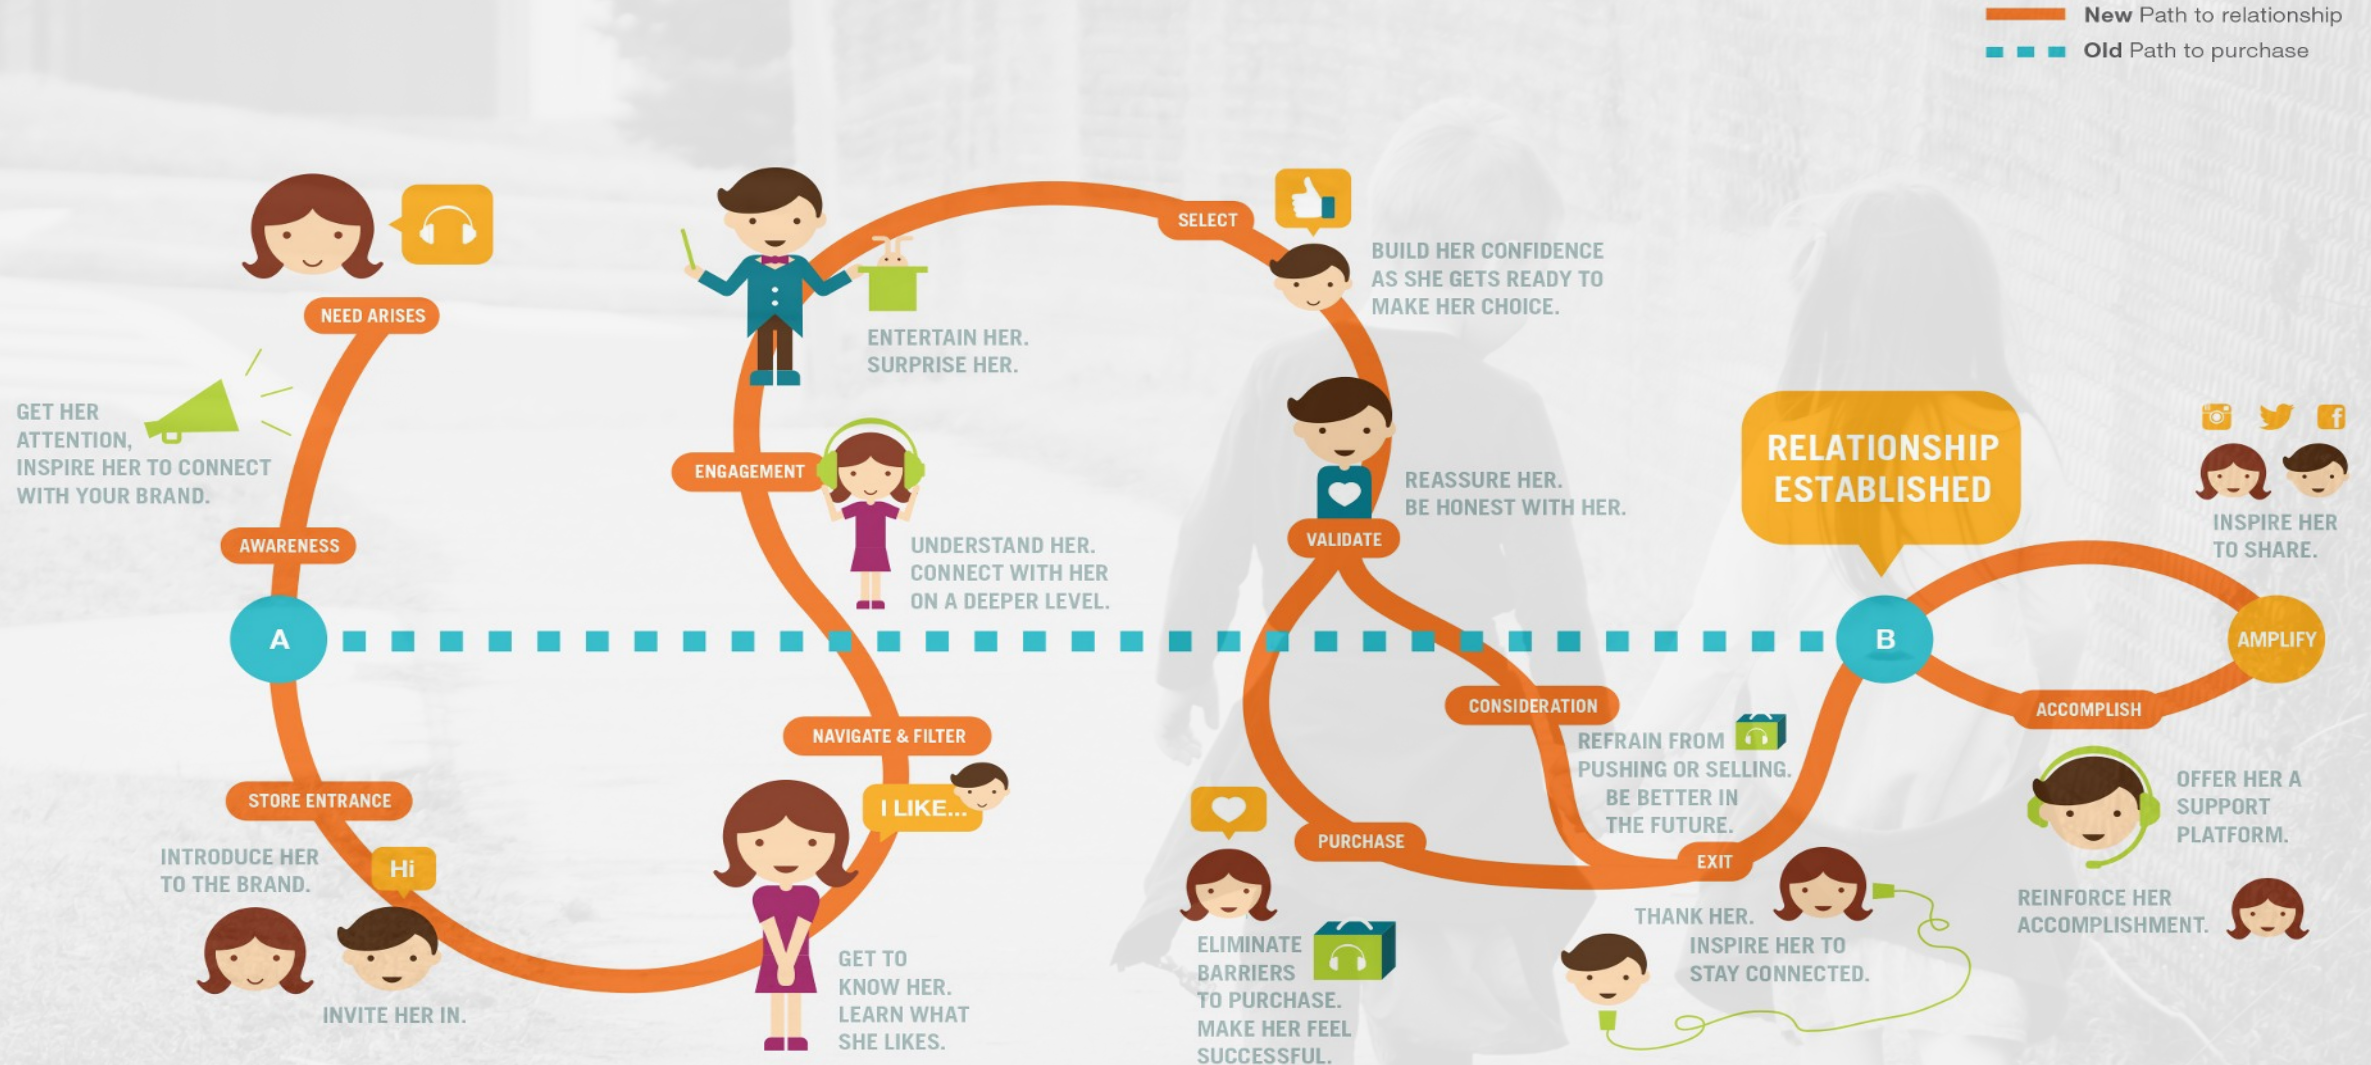 New Path to relationship
Old Path to purchase
NEED ARISES
GET HER
ATTENTION,
INSPIRE HER TO CONNECT
WITH YOUR BRAND.
AWARENESS
A
STORE ENTRANCE
INTRODUCE HER
TO THE BRAND.
Hi
INVITE HER IN.
NAVIGATE & FILTER
I LIKE...
GET TO
KNOW HER.
LEARN WHAT
SHE LIKES.
ENGAGEMENT
UNDERSTAND HER.
CONNECT WITH HER
ON A DEEPER LEVEL.
ENTERTAIN HER.
SURPRISE HER.
SELECT
BUILD HER CONFIDENCE
AS SHE GETS READY TO
MAKE HER CHOICE.
REASSURE HER.
BE HONEST WITH HER.
VALIDATE
CONSIDERATION
REFRAIN FROM
PUSHING OR SELLING.
BE BETTER IN
THE FUTURE.
PURCHASE
ELIMINATE
BARRIERS
TO PURCHASE.
MAKE HER FEEL
SUCCESSFUL.
EXIT
THANK HER.
INSPIRE HER TO
STAY CONNECTED.
RELATIONSHIP
ESTABLISHED
B
ACCOMPLISH
OFFER HER A
SUPPORT
PLATFORM.
REINFORCE HER
ACCOMPLISHMENT.
AMPLIFY
INSPIRE HER
TO SHARE.